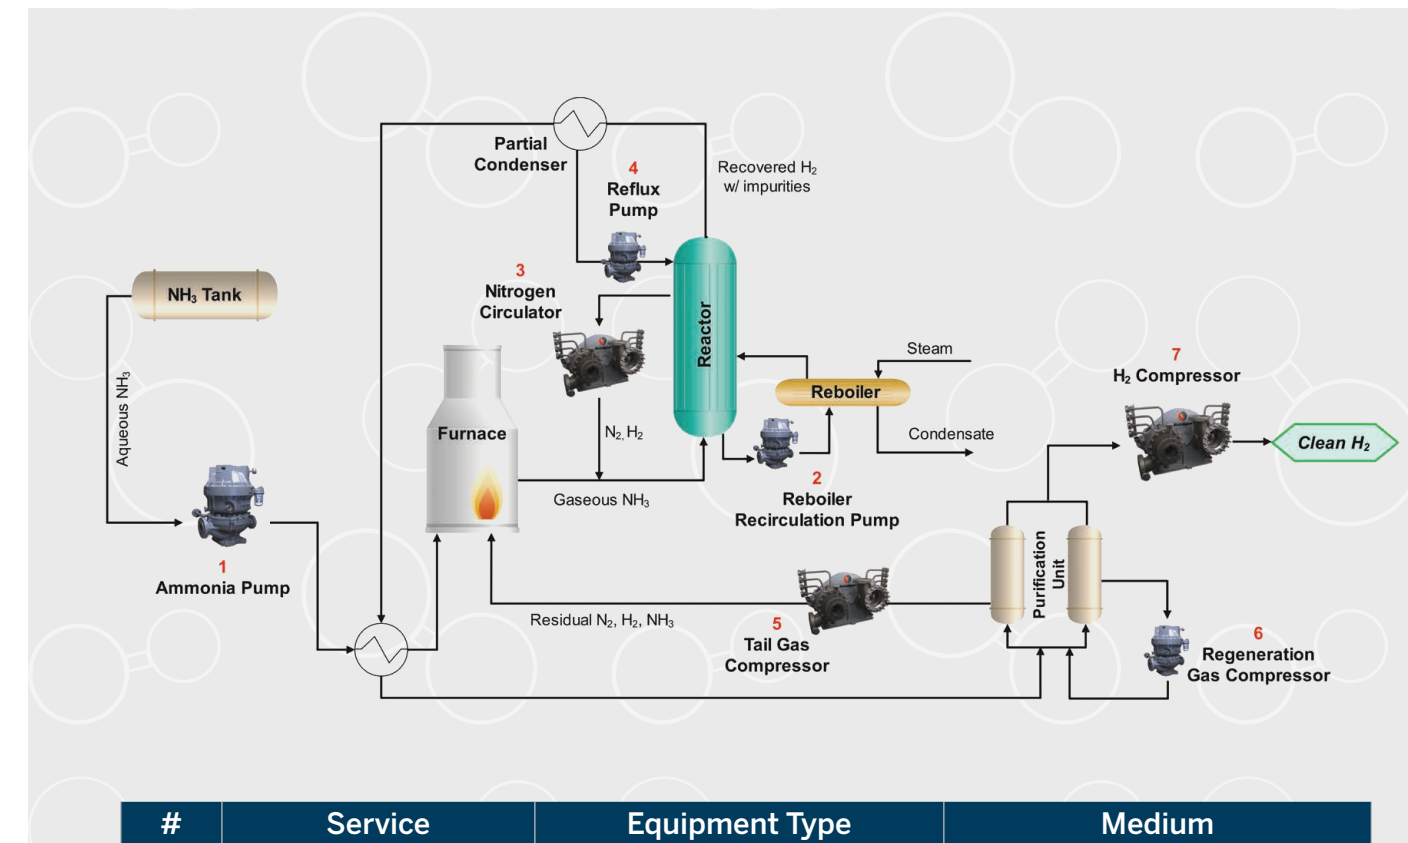 Partial
Condenser
4
Reflux
Pump
Recovered H₂
w/ impurities
3
Nitrogen
Circulator
NH₃ Tank
Reactor
Aqueous NH₃
Furnace
N₂, H₂
Gaseous NH₃
Steam
Reboiler
Condensate
2
Reboiler
Recirculation Pump
7
H₂ Compressor
Clean H₂
1
Ammonia Pump
Purification
Unit
Residual N₂, H₂, NH₃
5
Tail Gas
Compressor
6
Regeneration
Gas Compressor
# Service Equipment Type Medium